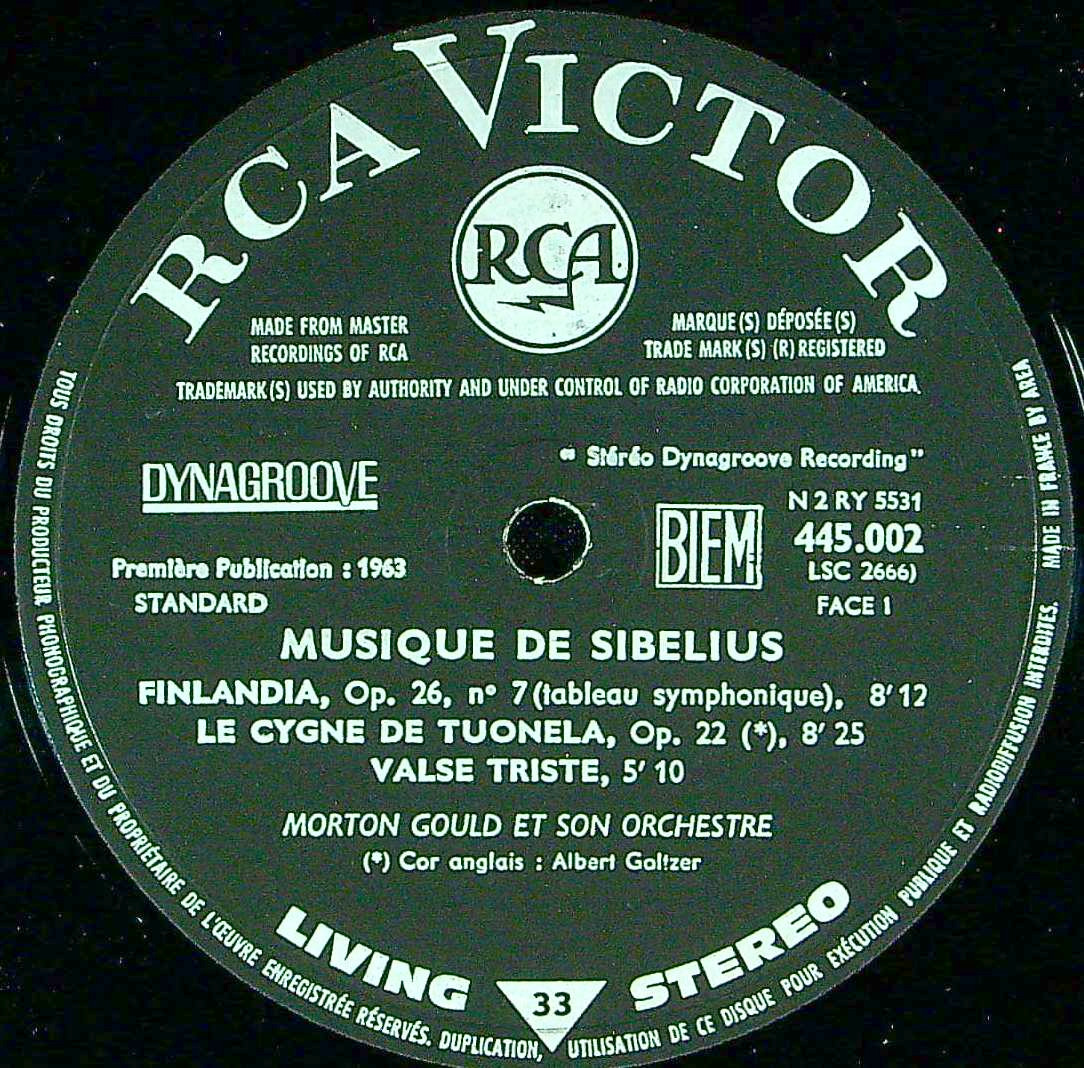 RCA VICTOR
RCA
MADE FROM MASTER
RECORDINGS OF RCA
MARQUE(S) DÉPOSÉE(S)
TRADE MARK(S) (R) REGISTERED
TRADEMARK(S) USED BY AUTHORITY AND UNDER CONTROL OF RADIO CORPORATION OF AMERICA.
DYNAGROOVE
" Stéréo Dynagroove Recording"
BIEM
N 2 RY 5531
445.002
LSC 2666)
FACE 1
Première Publication : 1963
STANDARD
MUSIQUE DE SIBELIUS
FINLANDIA, Op. 26, n° 7 (tableau symphonique), 8' 12
LE CYGNE DE TUONELA, Op. 22 (*), 8' 25
VALSE TRISTE, 5' 10
MORTON GOULD ET SON ORCHESTRE
(*) Cor anglais : Albert Goltzer
LIVING STEREO
33
TOUS DROITS DU PRODUCTEUR PHONOGRAPHIQUE ET DU PROPRIÉTAIRE DE L'ŒUVRE ENREGISTRÉE RÉSERVÉS. DUPLICATION, UTILISATION DE CE DISQUE POUR EXÉCUTION PUBLIQUE ET RADIODIFFUSION INTERDITES. MADE IN FRANCE BY AREA